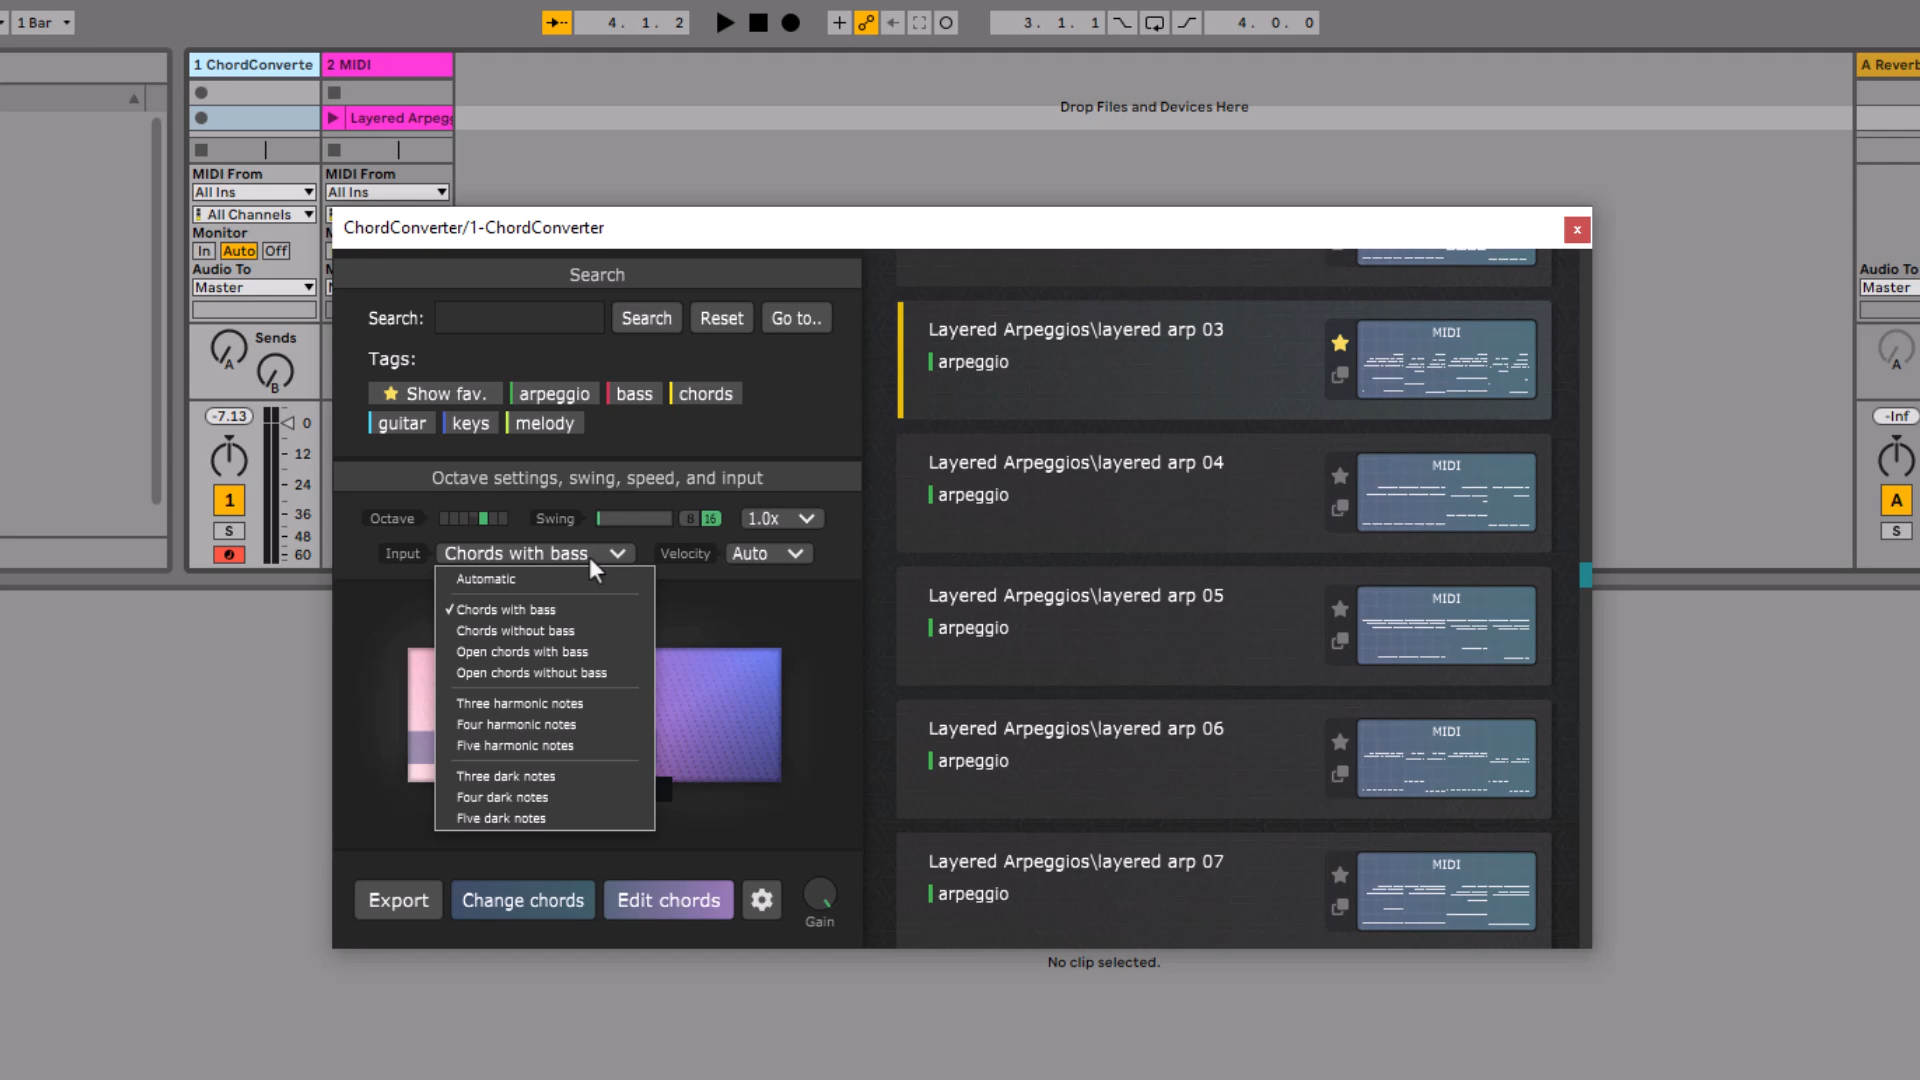 1 Bar
4. 1. 2
3. 1. 1
4. 0. 0
1 ChordConverte
2 MIDI
A Reverb
Drop Files and Devices Here
Layered Arpeg
MIDI From
MIDI From
All Ins
All Ins
All Channels
Monitor
In
Auto
Off
Audio To
Master
Audio To
Master
Sends
A
B
A
-7.13
-Inf
0
12
24
36
48
60
1
S
A
S
ChordConverter/1-ChordConverter
x
Search
Search:
Search
Reset
Go to..
Tags:
Show fav.
arpeggio
bass
chords
guitar
keys
melody
Octave settings, swing, speed, and input
Octave
Swing
8
16
1.0x
Input
Chords with bass
Velocity
Auto
Automatic
✓Chords with bass
Chords without bass
Open chords with bass
Open chords without bass
Three harmonic notes
Four harmonic notes
Five harmonic notes
Three dark notes
Four dark notes
Five dark notes
Export
Change chords
Edit chords
Gain
Layered Arpeggios\layered arp 03
arpeggio
MIDI
Layered Arpeggios\layered arp 04
arpeggio
MIDI
Layered Arpeggios\layered arp 05
arpeggio
MIDI
Layered Arpeggios\layered arp 06
arpeggio
MIDI
Layered Arpeggios\layered arp 07
arpeggio
MIDI
No clip selected.